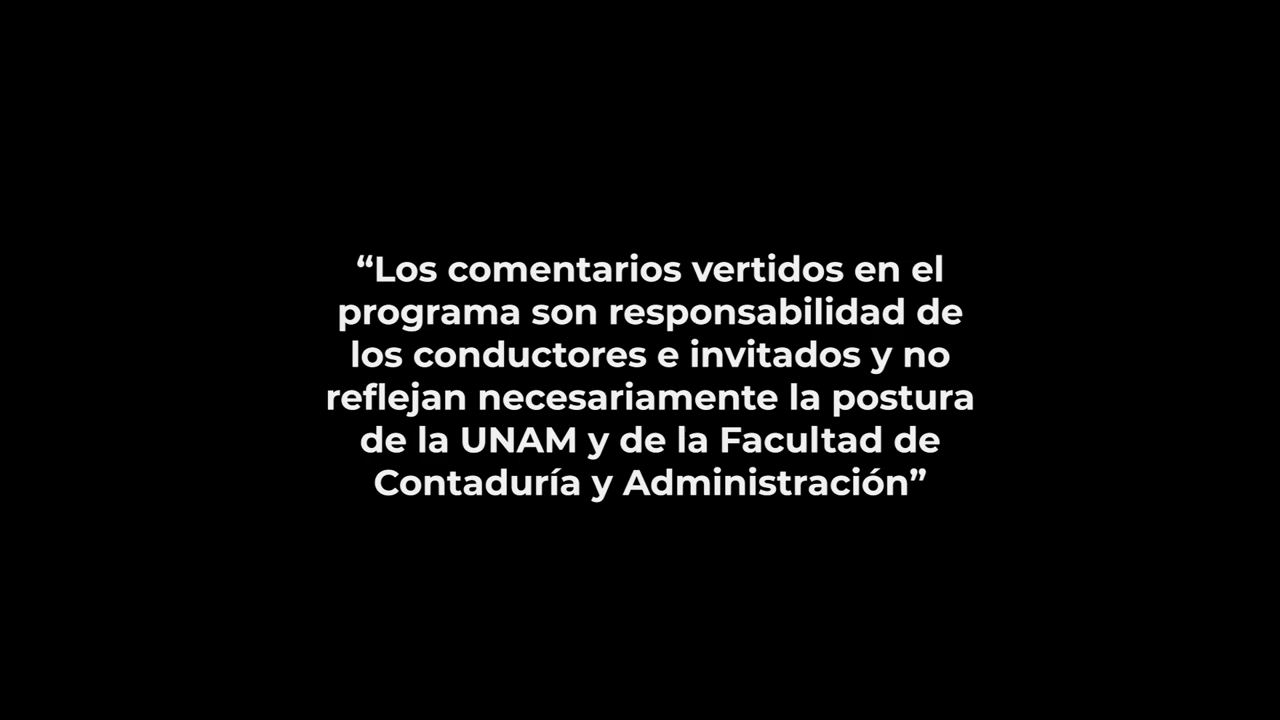 “Los comentarios vertidos en el
programa son responsabilidad de
los conductores e invitados y no
reflejan necesariamente la postura
de la UNAM y de la Facultad de
Contaduría y Administración”